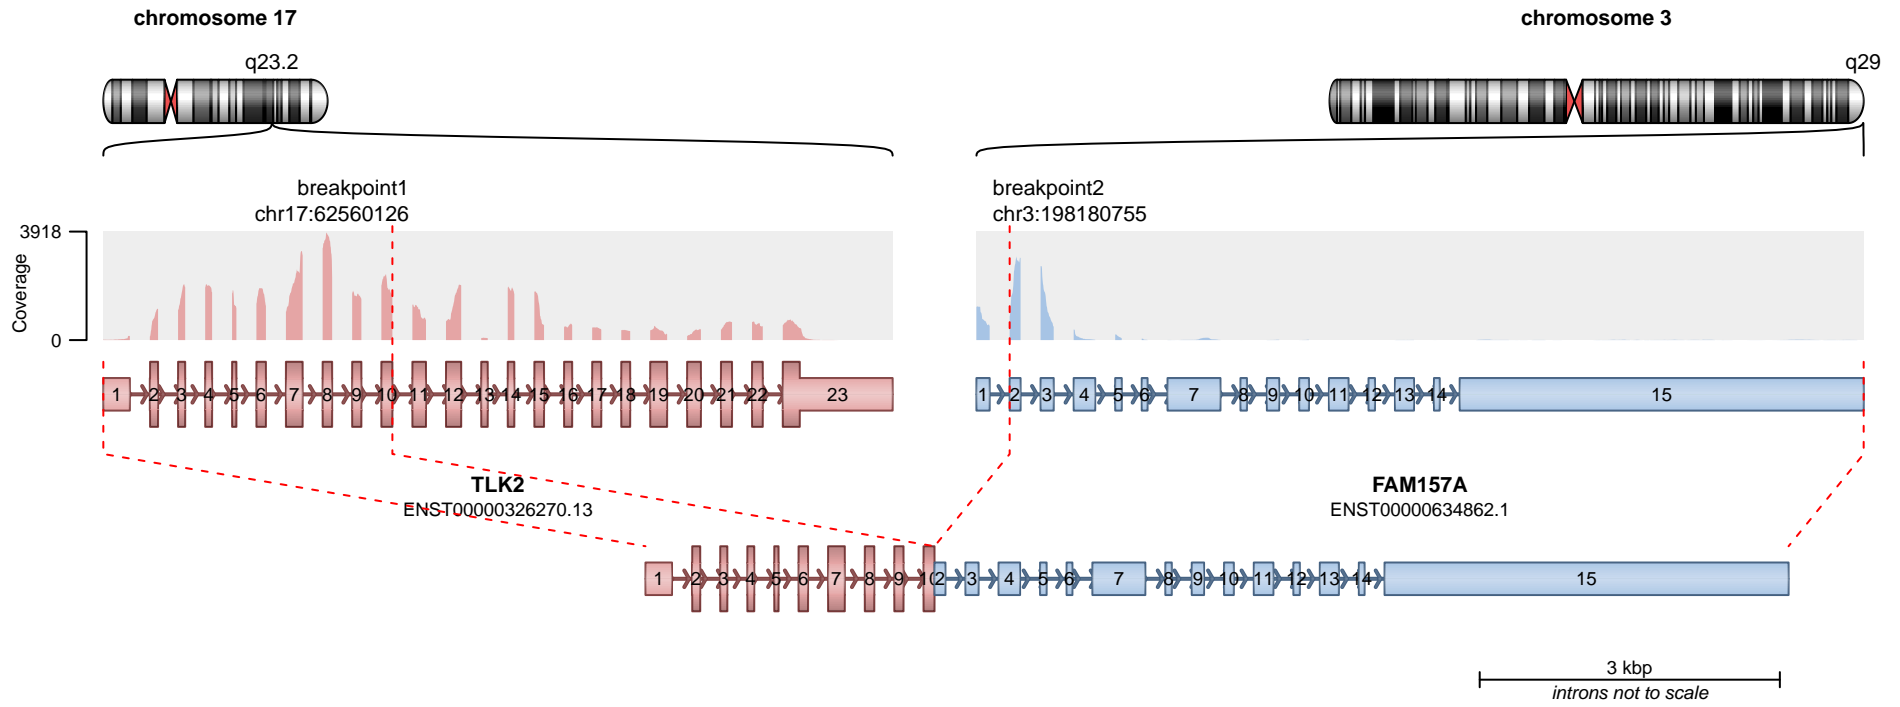 chromosome 17
chromosome 3
q23.2
q29
breakpoint1
chr17:62560126
breakpoint2
chr3:198180755
3918
Coverage
0
1 2 3 4 5 6 7 8 9 10 11 12 13 14 15 16 17 18 19 20 21 22 23
1 2 3 4 5 6 7 8 9 10 11 12 13 14 15
TLK2
ENST00000326270.13
FAM157A
ENST00000634862.1
1 2 3 4 5 6 7 8 9 10 2 3 4 5 6 7 8 9 10 11 12 13 14 15
3 kbp
introns not to scale